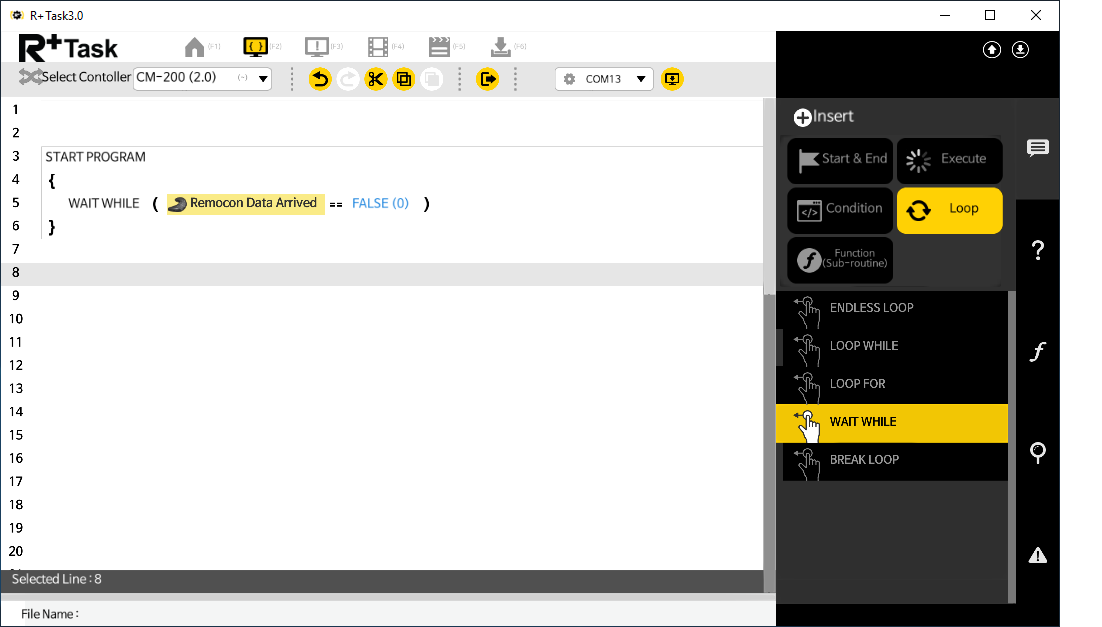 R+ Task3.0
R+Task
(F1) (F2) (F3) (F4) (F5) (F6)
Select Contoller CM-200 (2.0) (-) COM13
1
2
3 START PROGRAM
4 {
5 WAIT WHILE ( Remocon Data Arrived == FALSE (0) )
6 }
7
8
9
10
11
12
13
14
15
16
17
18
19
20
Selected Line : 8
File Name :
Insert
Start & End Execute
Condition Loop
Function
(Sub-routine)
ENDLESS LOOP
LOOP WHILE
LOOP FOR
WAIT WHILE
BREAK LOOP